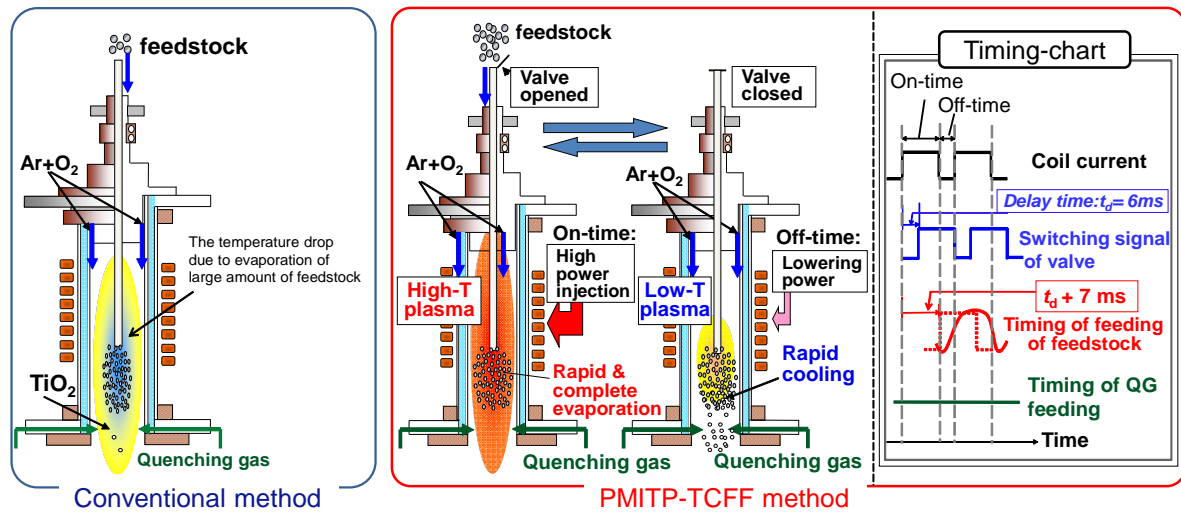 feedstock
Ar+O2
The temperature drop
due to evaporation of
large amount of feedstock
TiO2
Quenching gas
Conventional method
feedstock
Valve
opened
Valve
closed
Ar+O2
Ar+O2
On-time:
High
power
injection
Off-time:
Lowering
power
High-T
plasma
Low-T
plasma
Rapid &
complete
evaporation
Rapid
cooling
Quenching gas
Quenching gas
PMITP-TCFF method
Timing-chart
On-time
Off-time
Coil current
Delay time:td= 6ms
Switching signal
of valve
td + 7 ms
Timing of feeding
of feedstock
Timing of QG
feeding
Time